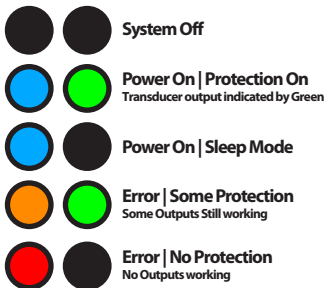 System Off
Power On | Protection On
Transducer output indicated by Green
Power On | Sleep Mode
Error | Some Protection
Some Outputs Still working
Error | No Protection
No Outputs working